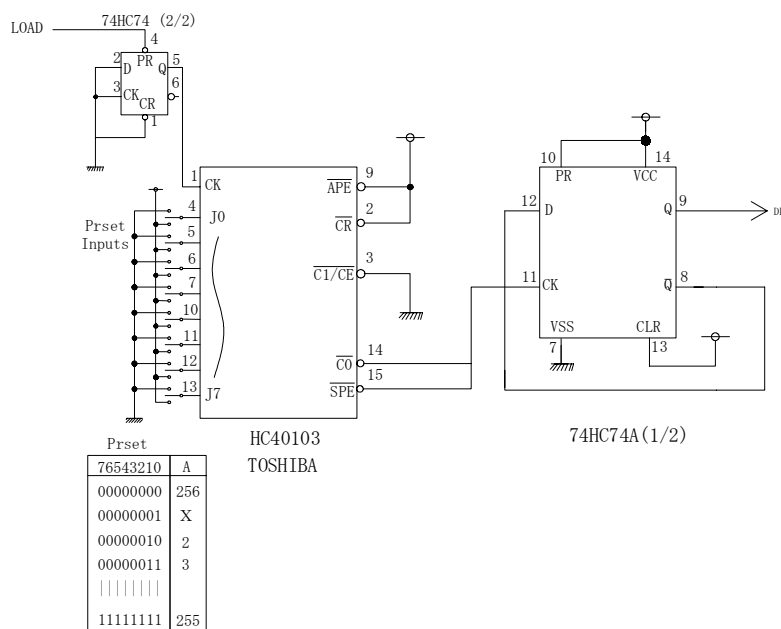 74HC74 (2/2)
LOAD
4
2
D
PR
Q
5
3
CK
6
CR
1
1
CK
APE
9
CR
2
C1/CE
3
CO
14
SPE
15
Prset
Inputs
4
J0
5
6
7
10
11
12
13
J7
HC40103
TOSHIBA
10
PR
14
VCC
12
D
Q
9
11
CK
Q
8
VSS
7
CLR
13
74HC74A(1/2)
Prset
76543210 A
00000000 256
00000001 X
00000010 2
00000011 3
||||||||
11111111 255